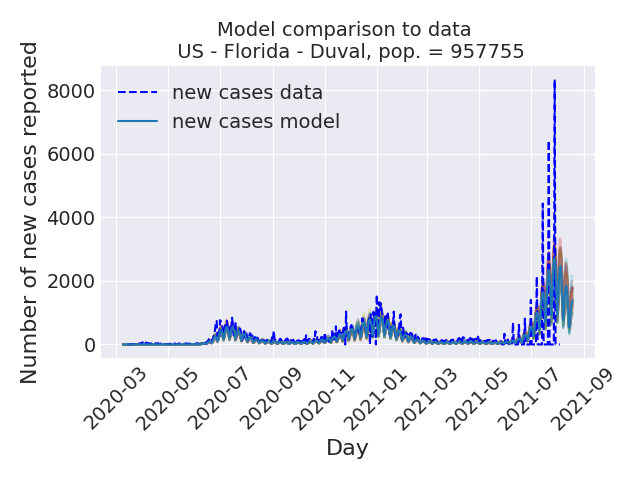 Model comparison to data
US - Florida - Duval, pop. = 957755
Number of new cases reported
8000
6000
4000
2000
0
new cases data
new cases model
2020-03
2020-05
2020-07
2020-09
2020-11
2021-01
2021-03
2021-05
2021-07
2021-09
Day